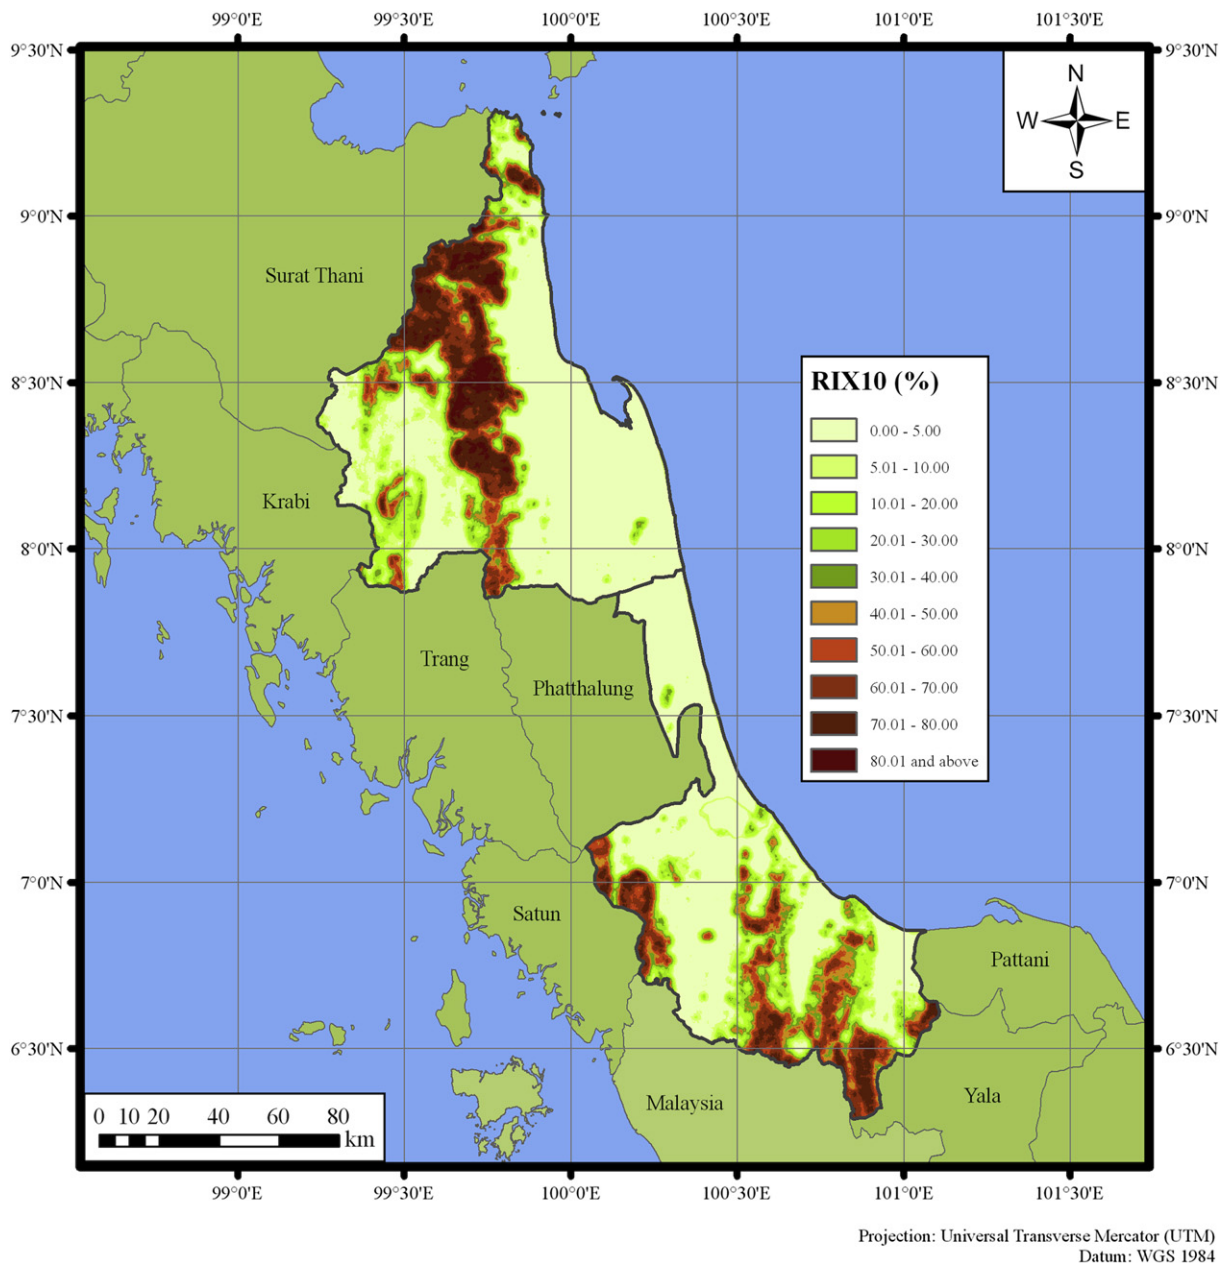 99°0'E 99°30'E 100°0'E 100°30'E 101°0'E 101°30'E
9°30'N 9°30'N
N
W E
S
9°0'N 9°0'N
Surat Thani
8°30'N 8°30'N
RIX10 (%)
0.00 - 5.00
5.01 - 10.00
10.01 - 20.00
20.01 - 30.00
30.01 - 40.00
40.01 - 50.00
50.01 - 60.00
60.01 - 70.00
70.01 - 80.00
80.01 and above
Krabi
8°0'N 8°0'N
Trang
Phatthalung
7°30'N 7°30'N
7°0'N 7°0'N
Satun
Pattani
6°30'N 6°30'N
Malaysia
Yala
0 10 20 40 60 80
km
99°0'E 99°30'E 100°0'E 100°30'E 101°0'E 101°30'E
Projection: Universal Transverse Mercator (UTM)
Datum: WGS 1984